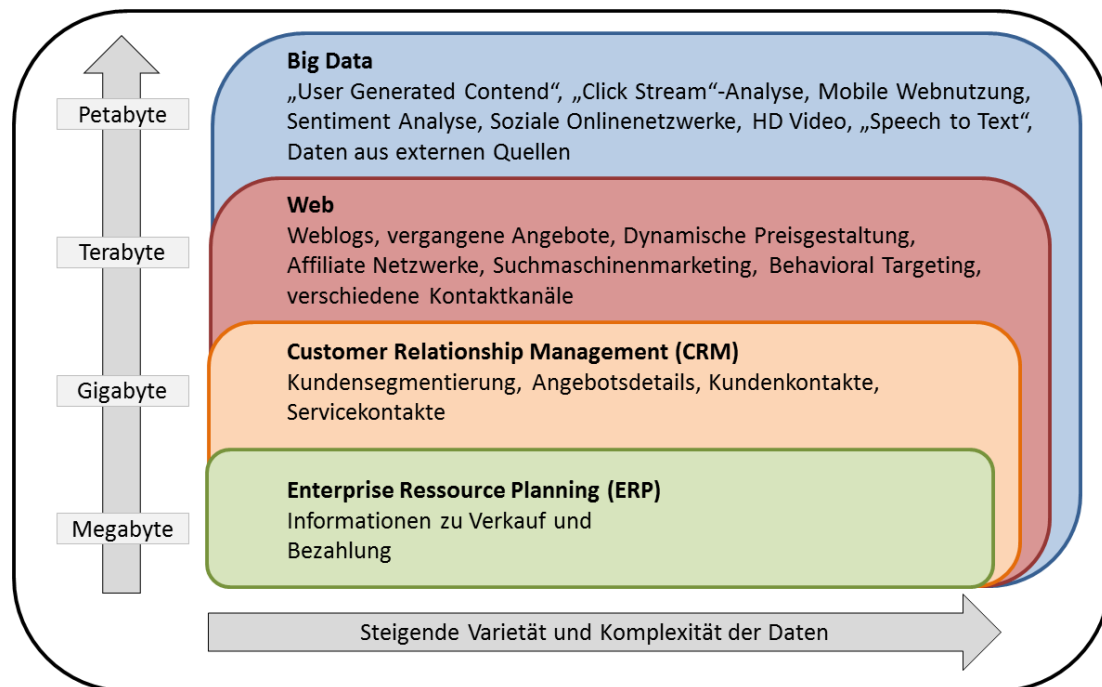 Petabyte
Big Data
„User Generated Contend“, „Click Stream“-Analyse, Mobile Webnutzung,
Sentiment Analyse, Soziale Onlinenetzwerke, HD Video, „Speech to Text“,
Daten aus externen Quellen
Terabyte
Web
Weblogs, vergangene Angebote, Dynamische Preisgestaltung,
Affiliate Netzwerke, Suchmaschinenmarketing, Behavioral Targeting,
verschiedene Kontaktkanäle
Gigabyte
Customer Relationship Management (CRM)
Kundensegmentierung, Angebotsdetails, Kundenkontakte,
Servicekontakte
Megabyte
Enterprise Ressource Planning (ERP)
Informationen zu Verkauf und
Bezahlung
Steigende Varietät und Komplexität der Daten